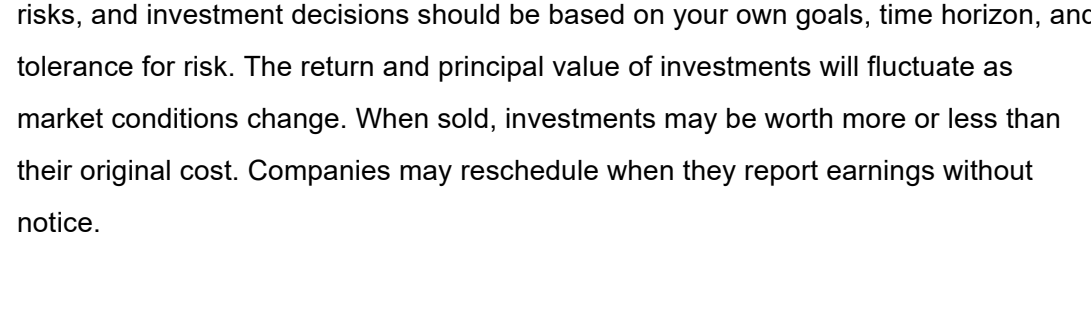 risks, and investment decisions should be based on your own goals, time horizon, and
tolerance for risk. The return and principal value of investments will fluctuate as
market conditions change. When sold, investments may be worth more or less than
their original cost. Companies may reschedule when they report earnings without
notice.